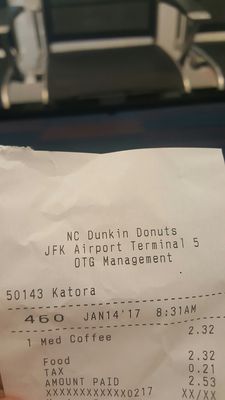 NC Dunkin Donuts
JFK Airport Terminal 5
OTG Management
50143 Katora
460 JAN14'17 8:31AM
1 Med Coffee 2.32
Food 2.32
TAX 0.21
AMOUNT PAID 2.53
XXXXXXXXXXXX0217 XX/XX